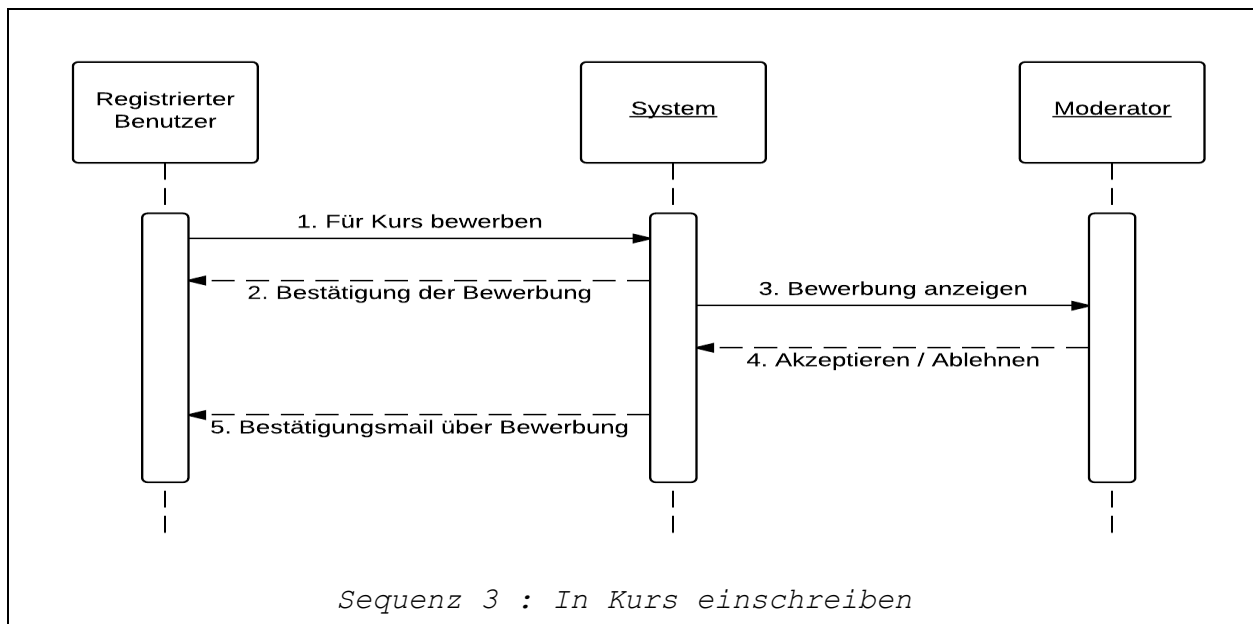 Registrierter
Benutzer
System
Moderator
1. Für Kurs bewerben
2. Bestätigung der Bewerbung
3. Bewerbung anzeigen
4. Akzeptieren / Ablehnen
5. Bestätigungsmail über Bewerbung
Sequenz 3 : In Kurs einschreiben